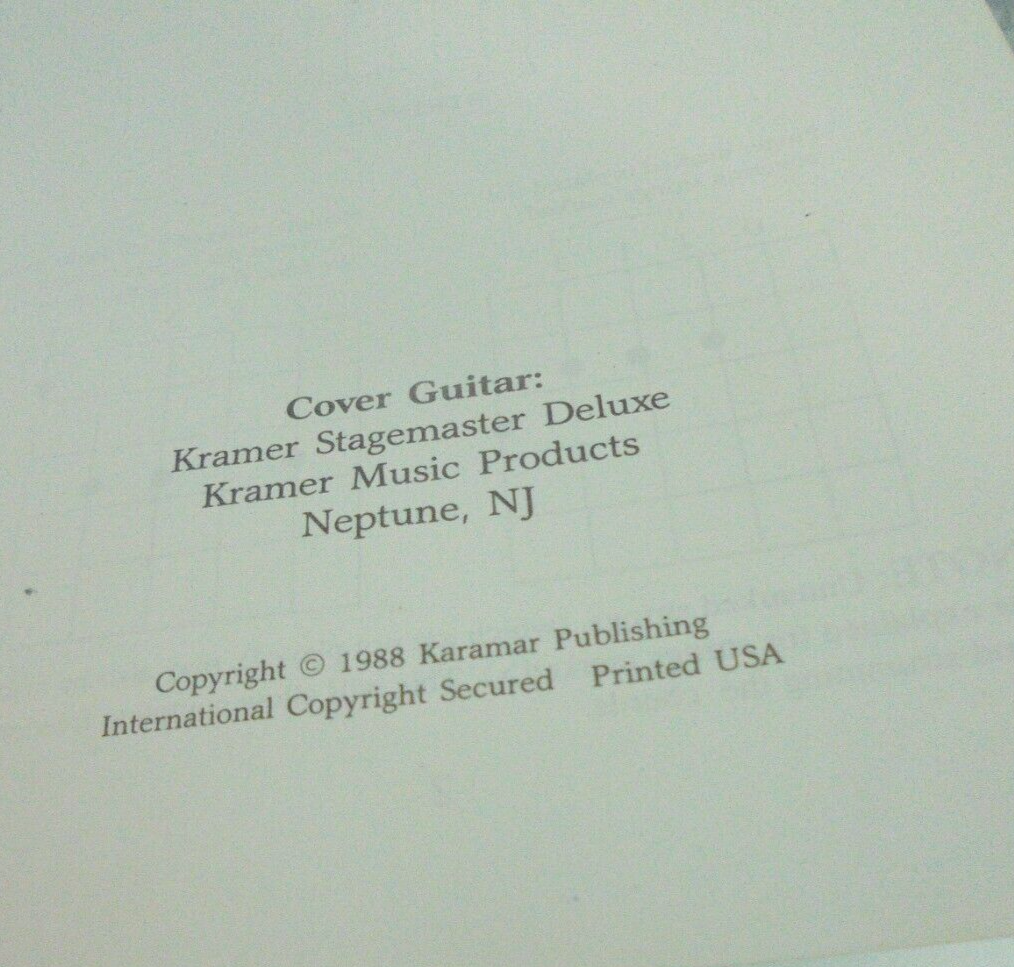 Cover Guitar:
Kramer Stagemaster Deluxe
Kramer Music Products
Neptune, NJ
Copyright © 1988 Karamar Publishing
International Copyright Secured Printed USA